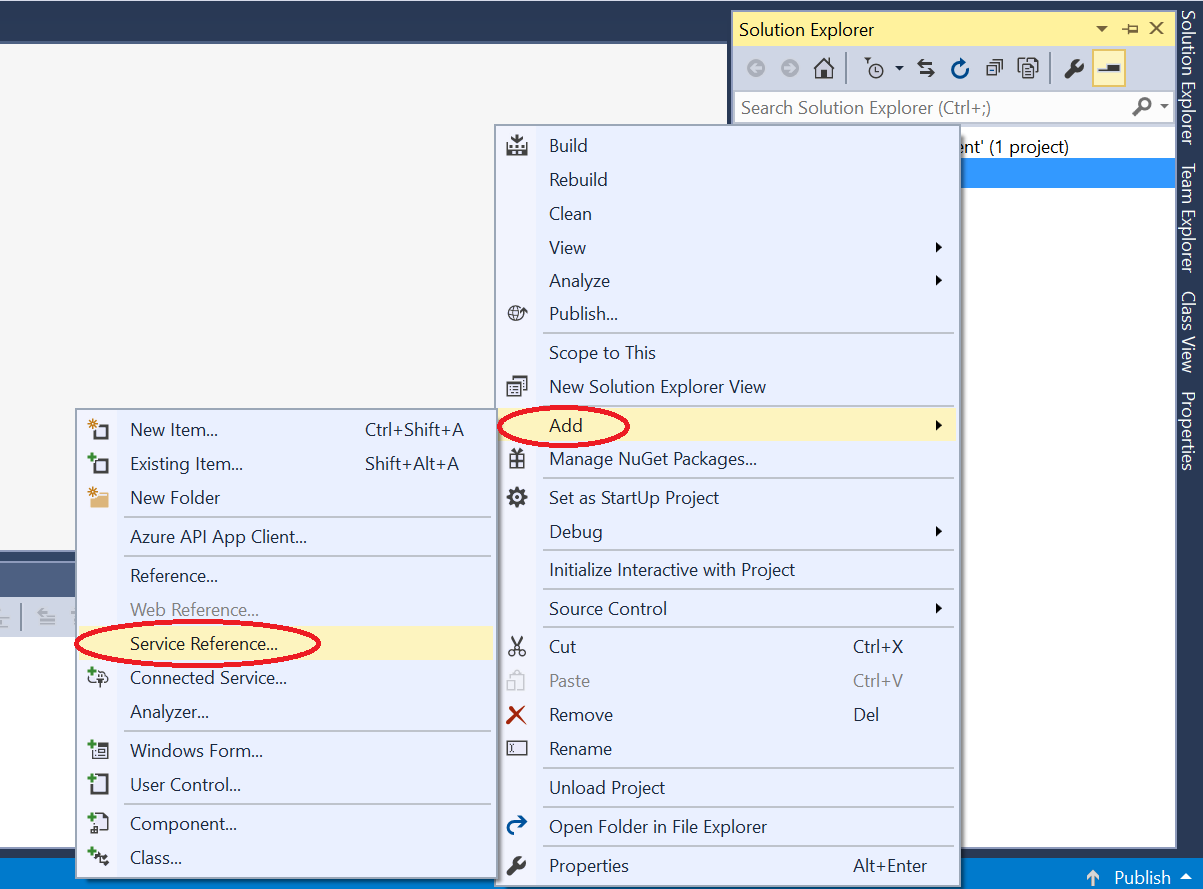 Solution Explorer
Search Solution Explorer (Ctrl+;)
ent' (1 project)
Build
Rebuild
Clean
View
Analyze
Publish...
Scope to This
New Solution Explorer View
Add
Manage NuGet Packages...
Set as StartUp Project
Debug
Initialize Interactive with Project
Source Control
Cut Ctrl+X
Paste Ctrl+V
Remove Del
Rename
Unload Project
Open Folder in File Explorer
Properties Alt+Enter
New Item... Ctrl+Shift+A
Existing Item... Shift+Alt+A
New Folder
Azure API App Client...
Reference...
Web Reference...
Service Reference...
Connected Service...
Analyzer...
Windows Form...
User Control...
Component...
Class...
Solution Explorer
Team Explorer
Class View
Properties
Publish